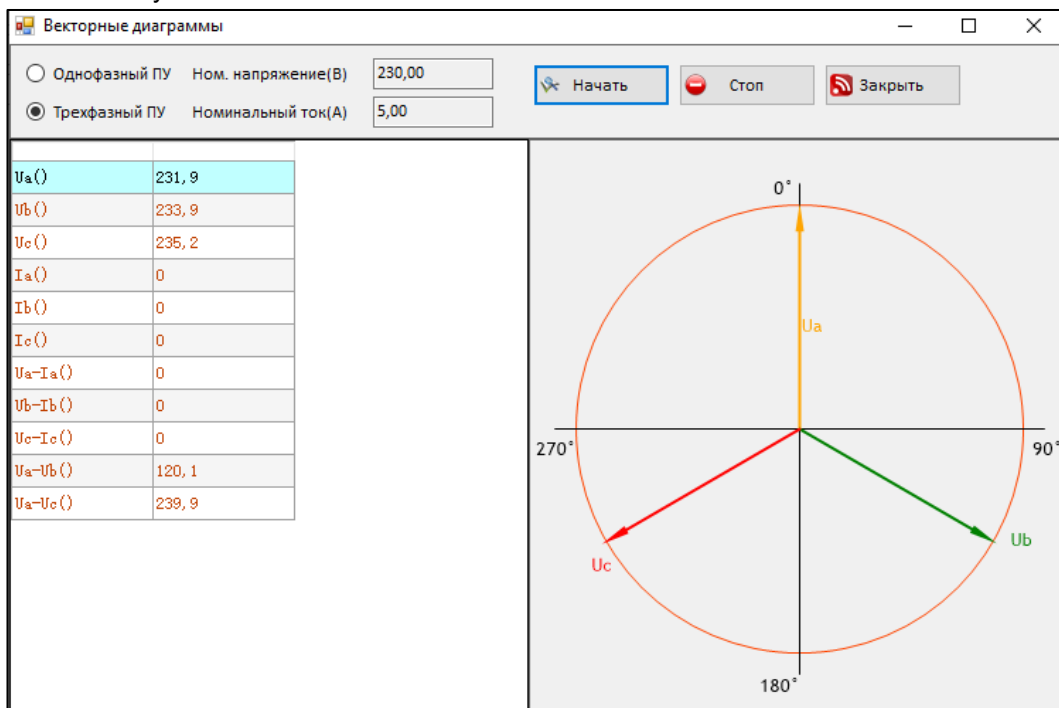 у
Векторные диаграммы
Однофазный ПУ Ном. напряжение(В) 230,00
Трехфазный ПУ Номинальный ток(А) 5,00
Начать Стоп Закрыть
Ua() 231,9
Ub() 233,9
Uc() 235,2
Ia() 0
Ib() 0
Ic() 0
Ua-Ia() 0
Ub-Ib() 0
Uc-Ic() 0
Ua-Ub() 120,1
Ua-Uc() 239,9
0°
Ua
270°
90°
Ub
Uc
180°